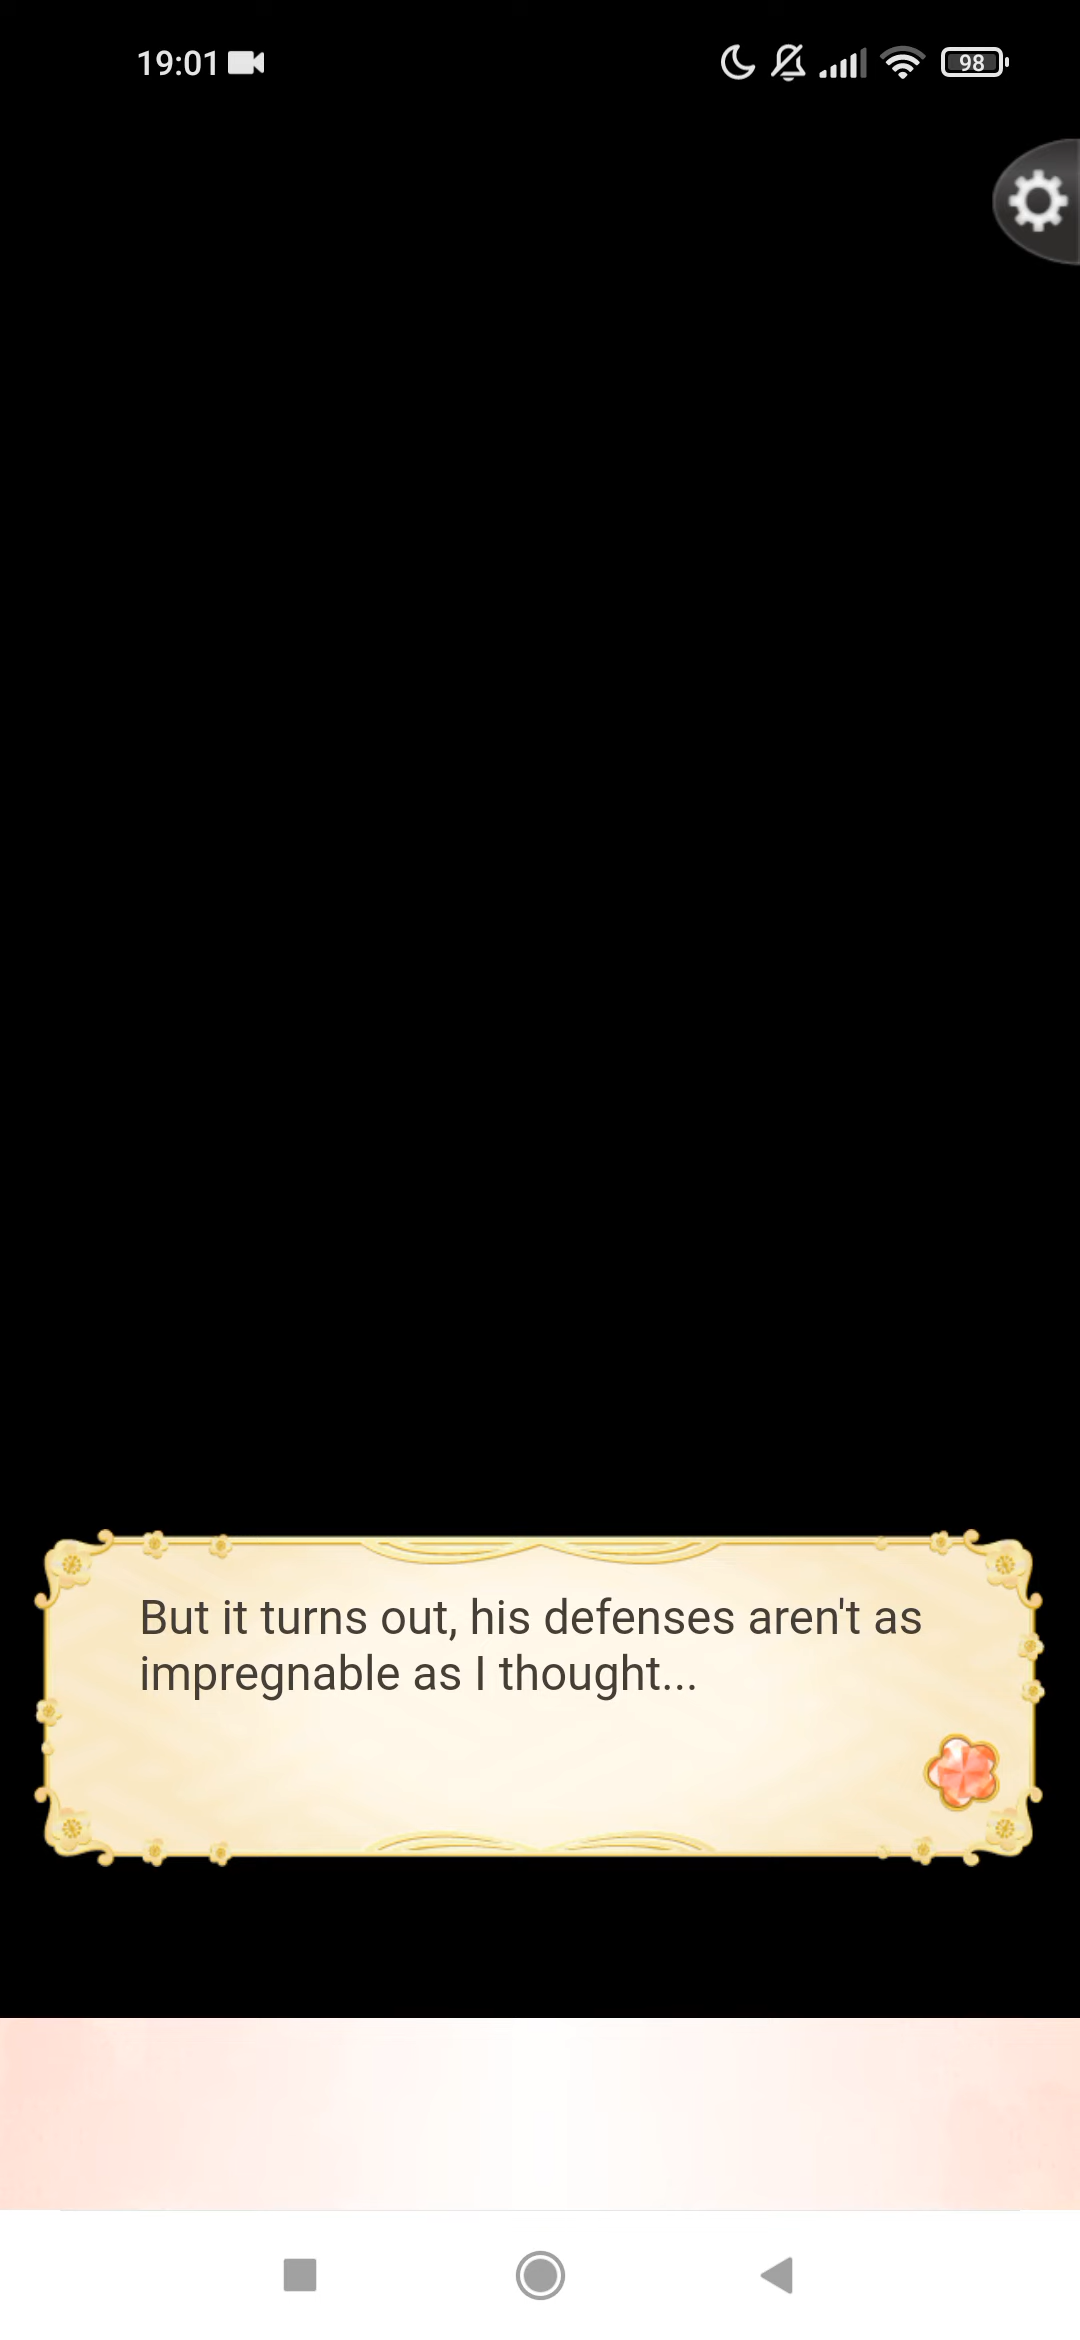 19:01
98
But it turns out, his defenses aren't as
impregnable as I thought...